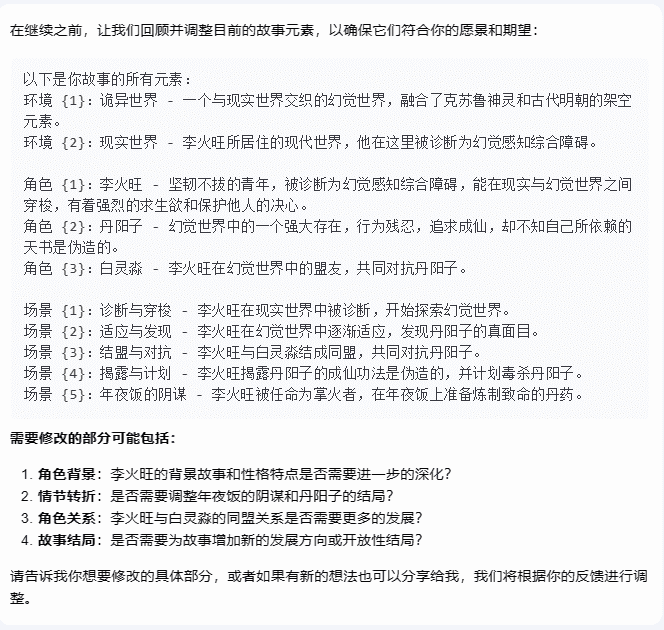 在继续之前，让我们回顾并调整目前的故事元素，以确保它们符合你的愿景和期望：
以下是你故事的所有元素：
环境 {1}：诡异世界 - 一个与现实世界交织的幻觉世界，融合了克苏鲁神灵和古代明朝的架空
元素。
环境 {2}：现实世界 - 李火旺所居住的现代世界，他在这里被诊断为幻觉感知综合障碍。
角色 {1}：李火旺 - 坚韧不拔的青年，被诊断为幻觉感知综合障碍，能在现实与幻觉世界之间
穿梭，有着强烈的求生欲和保护他人的决心。
角色 {2}：丹阳子 - 幻觉世界中的一个强大存在，行为残忍，追求成仙，却不知自己所依赖的
天书是伪造的。
角色 {3}：白灵淼 - 李火旺在幻觉世界中的盟友，共同对抗丹阳子。
场景 {1}：诊断与穿梭 - 李火旺在现实世界中被诊断，开始探索幻觉世界。
场景 {2}：适应与发现 - 李火旺在幻觉世界中逐渐适应，发现丹阳子的真面目。
场景 {3}：结盟与对抗 - 李火旺与白灵淼结成同盟，共同对抗丹阳子。
场景 {4}：揭露与计划 - 李火旺揭露丹阳子的成仙功法是伪造的，并计划毒杀丹阳子。
场景 {5}：年夜饭的阴谋 - 李火旺被任命为掌火者，在年夜饭上准备炼制致命的丹药。
需要修改的部分可能包括：
1. 角色背景：李火旺的背景故事和性格特点是否需要进一步的深化？
2. 情节转折：是否需要调整年夜饭的阴谋和丹阳子的结局？
3. 角色关系：李火旺与白灵淼的同盟关系是否需要更多的发展？
4. 故事结局：是否需要为故事增加新的发展方向或开放性结局？
请告诉我你想要修改的具体部分，或者如果有新的想法也可以分享给我，我们将根据你的反馈进行调
整。